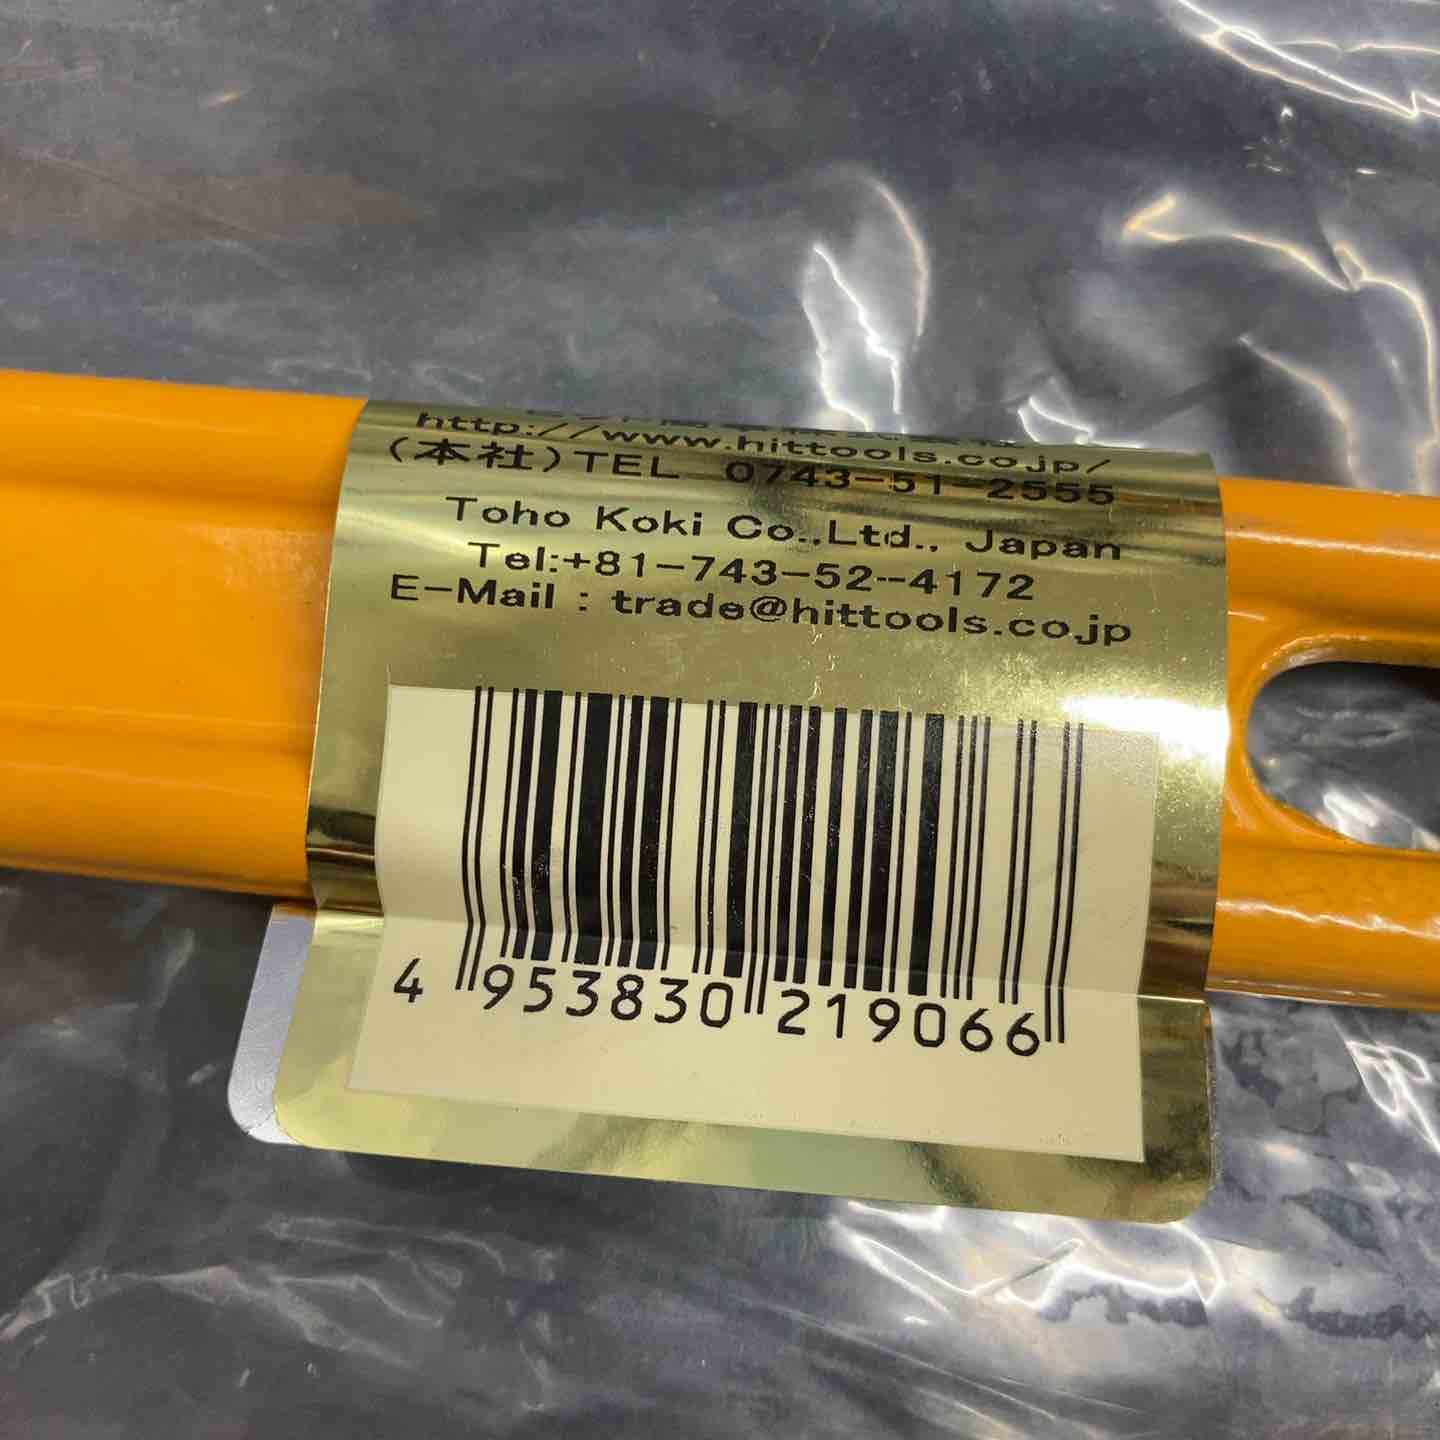 http://www.hittools.co.jp/
(本社)TEL 0743-51-2555
Toho Koki Co.,Ltd., Japan
Tel:+81-743-52-4172
E-Mail : trade@hittools.co.jp
4 953830 219066